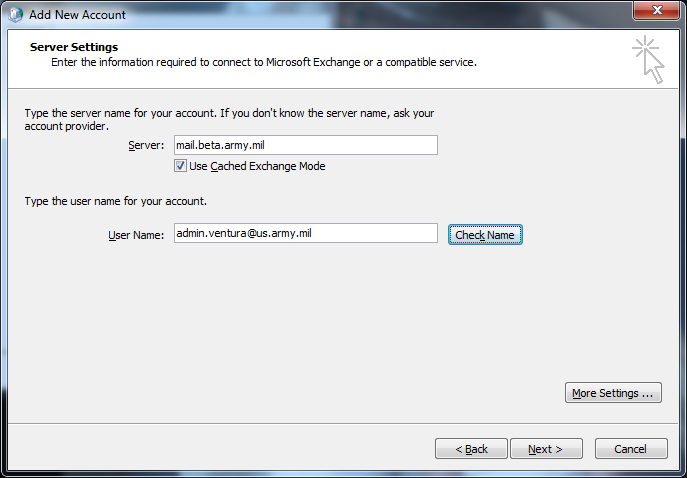 Add New Account
Server Settings
Enter the information required to connect to Microsoft Exchange or a compatible service.
Type the server name for your account. If you don't know the server name, ask your
account provider.
Server: mail.beta.army.mil
Use Cached Exchange Mode
Type the user name for your account.
User Name: admin.ventura@us.army.mil Check Name
More Settings ...
< Back Next > Cancel